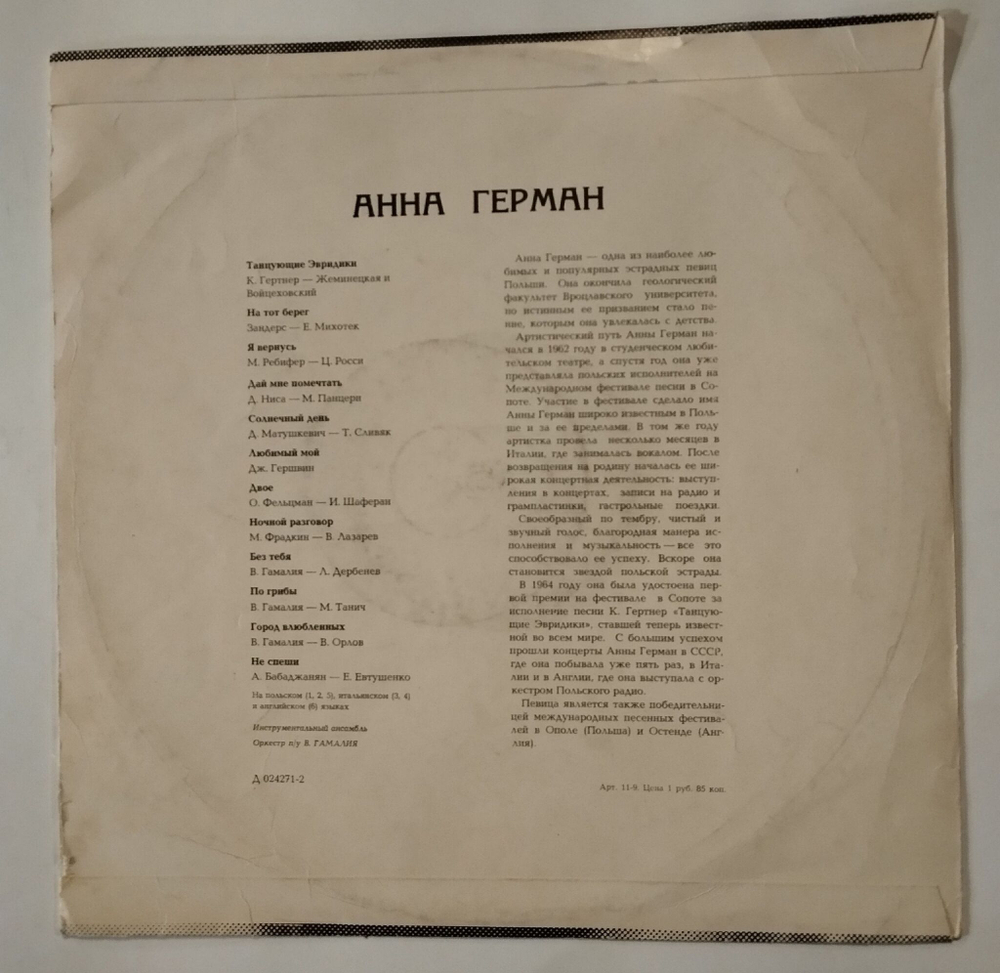 АННА ГЕРМАН
Танцующие Эвридики
К. Гертнер — Жеминецкая и
Войцеховский
На тот берег
Зандерс — Е. Михотек
Я вернусь
М. Ребифер — Ц. Росси
Дай мне помечтать
Д. Ниса — М. Панцери
Солнечный день
Д. Матушкевич — Т. Сливяк
Любимый мой
Дж. Гершвин
Двое
О. Фельцман — И. Шаферан
Ночной разговор
М. Фрадкин — В. Лазарев
Без тебя
В. Гамалия — Л. Дербенев
По грибы
В. Гамалия — М. Танич
Город влюбленных
В. Гамалия — В. Орлов
Не спеши
А. Бабаджанян — Е. Евтушенко
На польском (1, 2, 5), итальянском (3, 4)
и английском (6) языках
Инструментальный ансамбль
Оркестр п/у В. ГАМАЛИЯ
Д 024271-2
Анна Герман — одна из наиболее лю-
бимых и популярных эстрадных певиц
Польши. Она окончила геологический
факультет Вроцлавского университета,
но истинным ее призванием стало пе-
ние, которым она увлекалась с детства.
Артистический путь Анны Герман на-
чался в 1962 году в студенческом люби-
тельском театре, а спустя год она уже
представляла польских исполнителей на
Международном фестивале песни в Со-
поте. Участие в фестивале сделало имя
Анны Герман широко известным в Поль-
ше и за ее пределами. В том же году
артистка провела несколько месяцев в
Италии, где занималась вокалом. После
возвращения на родину началась ее ши-
рокая концертная деятельность: выступ-
ления в концертах, записи на радио и
грампластинки, гастрольные поездки.
Своеобразный по тембру, чистый и
звучный голос, благородная манера ис-
полнения и музыкальность — все это
способствовало ее успеху. Вскоре она
становится звездой польской эстрады.
В 1964 году она была удостоена пер-
вой премии на фестивале в Сопоте за
исполнение песни К. Гертнер «Танцую-
щие Эвридики», ставшей теперь извест-
ной во всем мире. С большим успехом
прошли концерты Анны Герман в СССР,
где она побывала уже пять раз, в Ита-
лии и в Англии, где она выступала с ор-
кестром Польского радио.
Певица является также победительни-
цей международных песенных фестива-
лей в Ополе (Польша) и Остенде (Анг-
лия).
Арт. 11-9. Цена 1 руб. 85 коп.